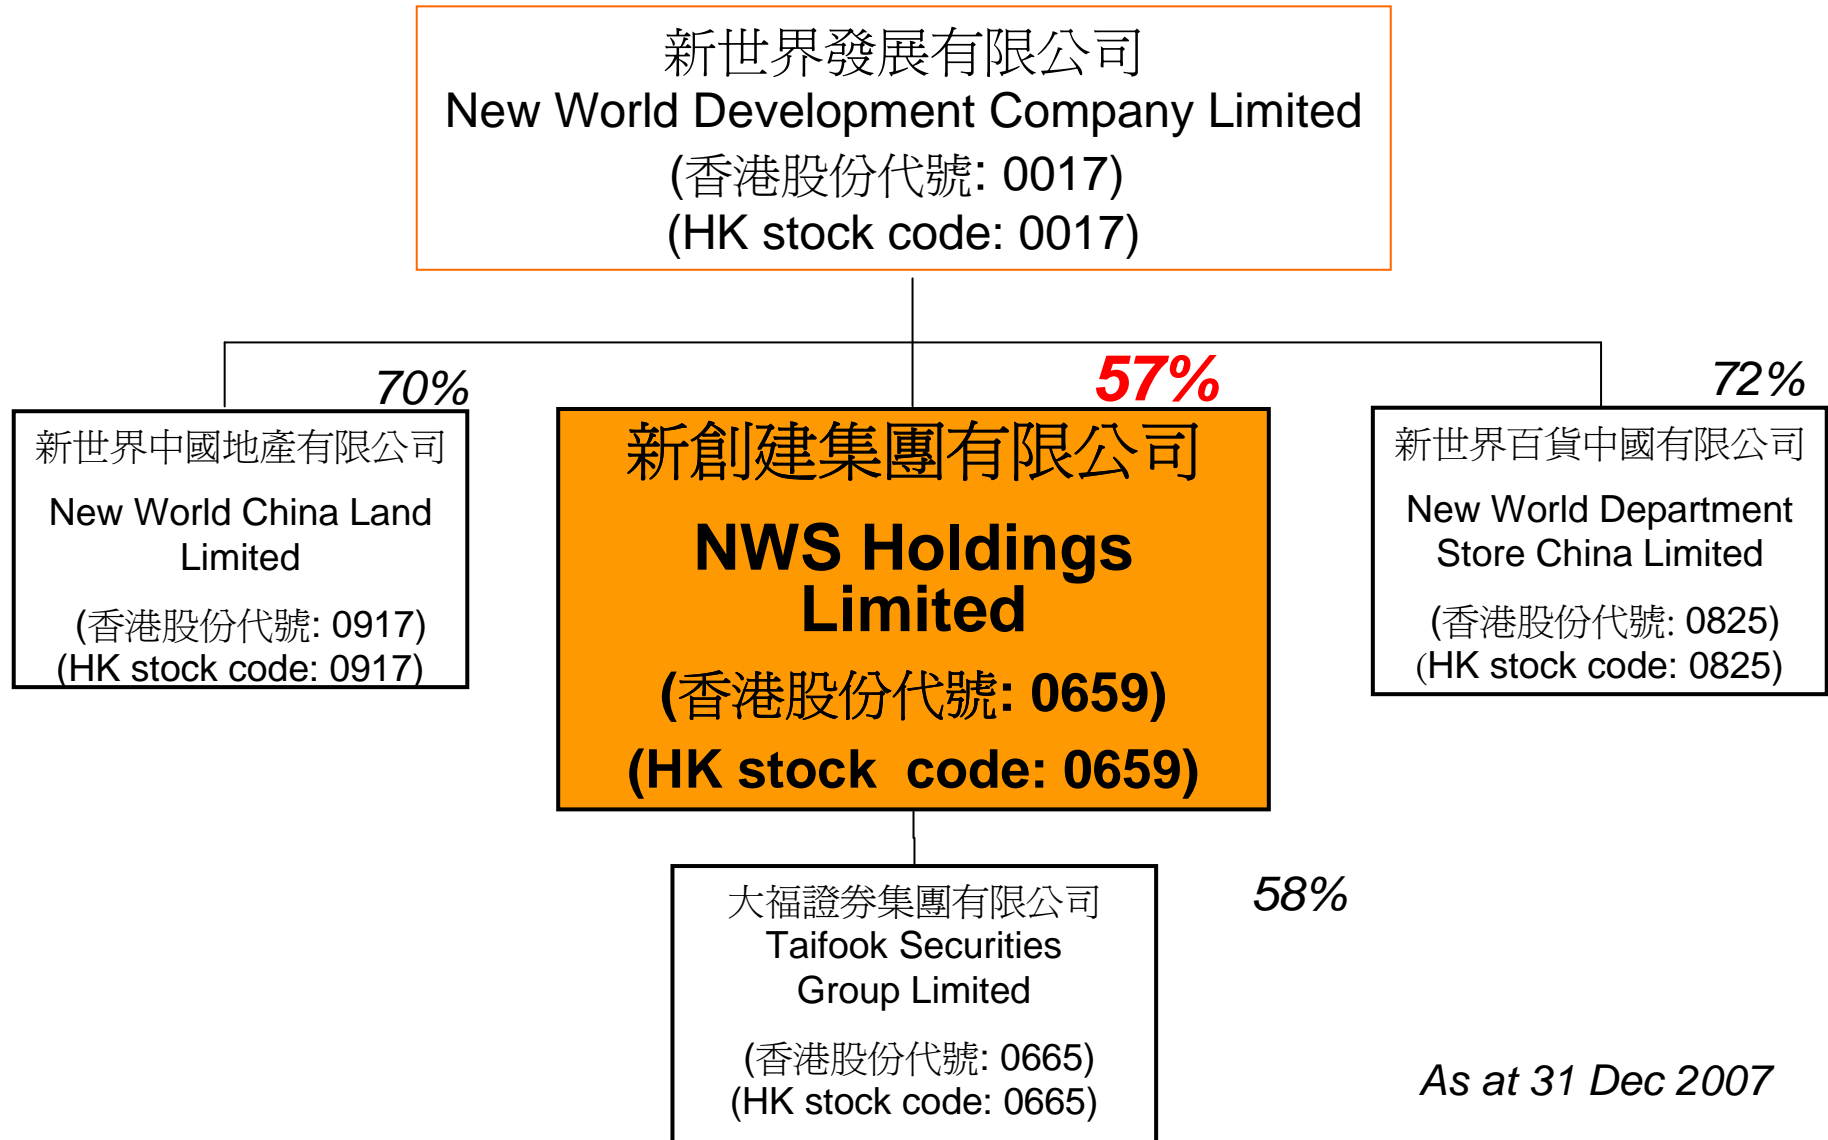 新世界發展有限公司
New World Development Company Limited
(香港股份代號: 0017)
(HK stock code: 0017)
70%
新世界中國地產有限公司
New World China Land
Limited
(香港股份代號: 0917)
(HK stock code: 0917)
57%
新創建集團有限公司
NWS Holdings
Limited
(香港股份代號: 0659)
(HK stock code: 0659)
72%
新世界百貨中國有限公司
New World Department
Store China Limited
(香港股份代號: 0825)
(HK stock code: 0825)
58%
大福證券集團有限公司
Taifook Securities
Group Limited
(香港股份代號: 0665)
(HK stock code: 0665)
As at 31 Dec 2007